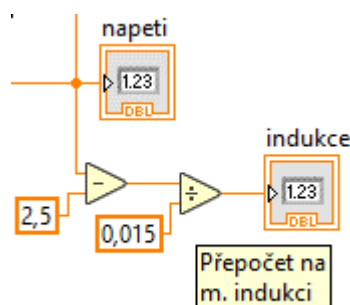 napeti
1.23
DBL
indukce
−
÷
1.23
DBL
2,5
0,015
Přepočet na
m. indukci